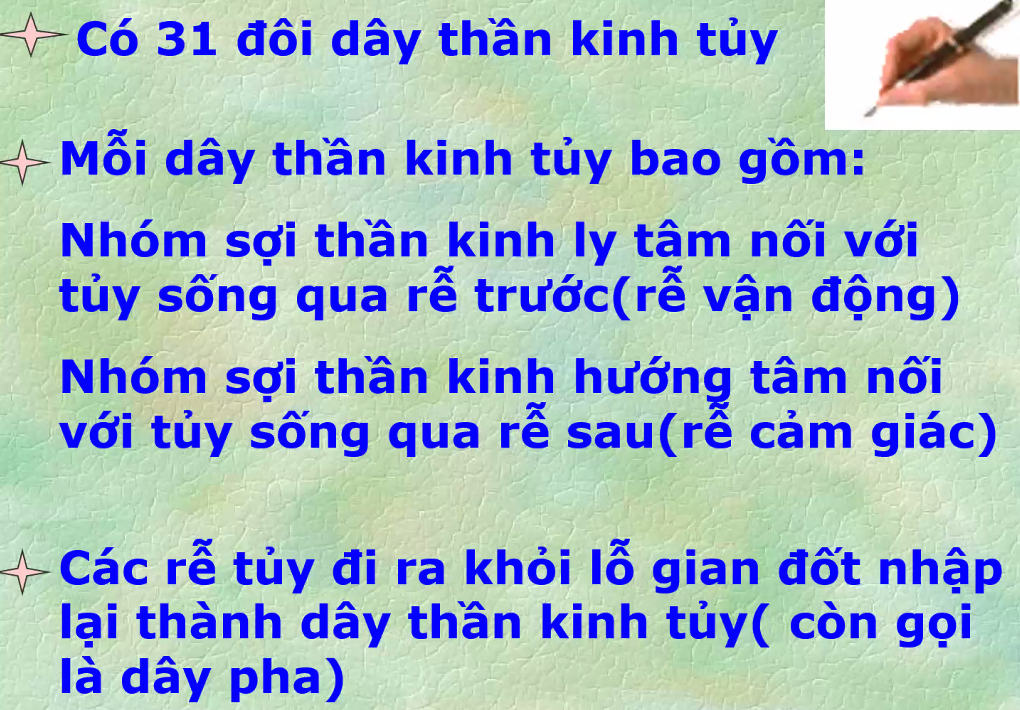 Có 31 đôi dây thần kinh tủy
Mỗi dây thần kinh tủy bao gồm:
Nhóm sợi thần kinh ly tâm nối với
tủy sống qua rễ trước(rễ vận động)
Nhóm sợi thần kinh hướng tâm nối
với tủy sống qua rễ sau(rễ cảm giác)
Các rễ tủy đi ra khỏi lỗ gian đốt nhập
lại thành dây thần kinh tủy( còn gọi
là dây pha)